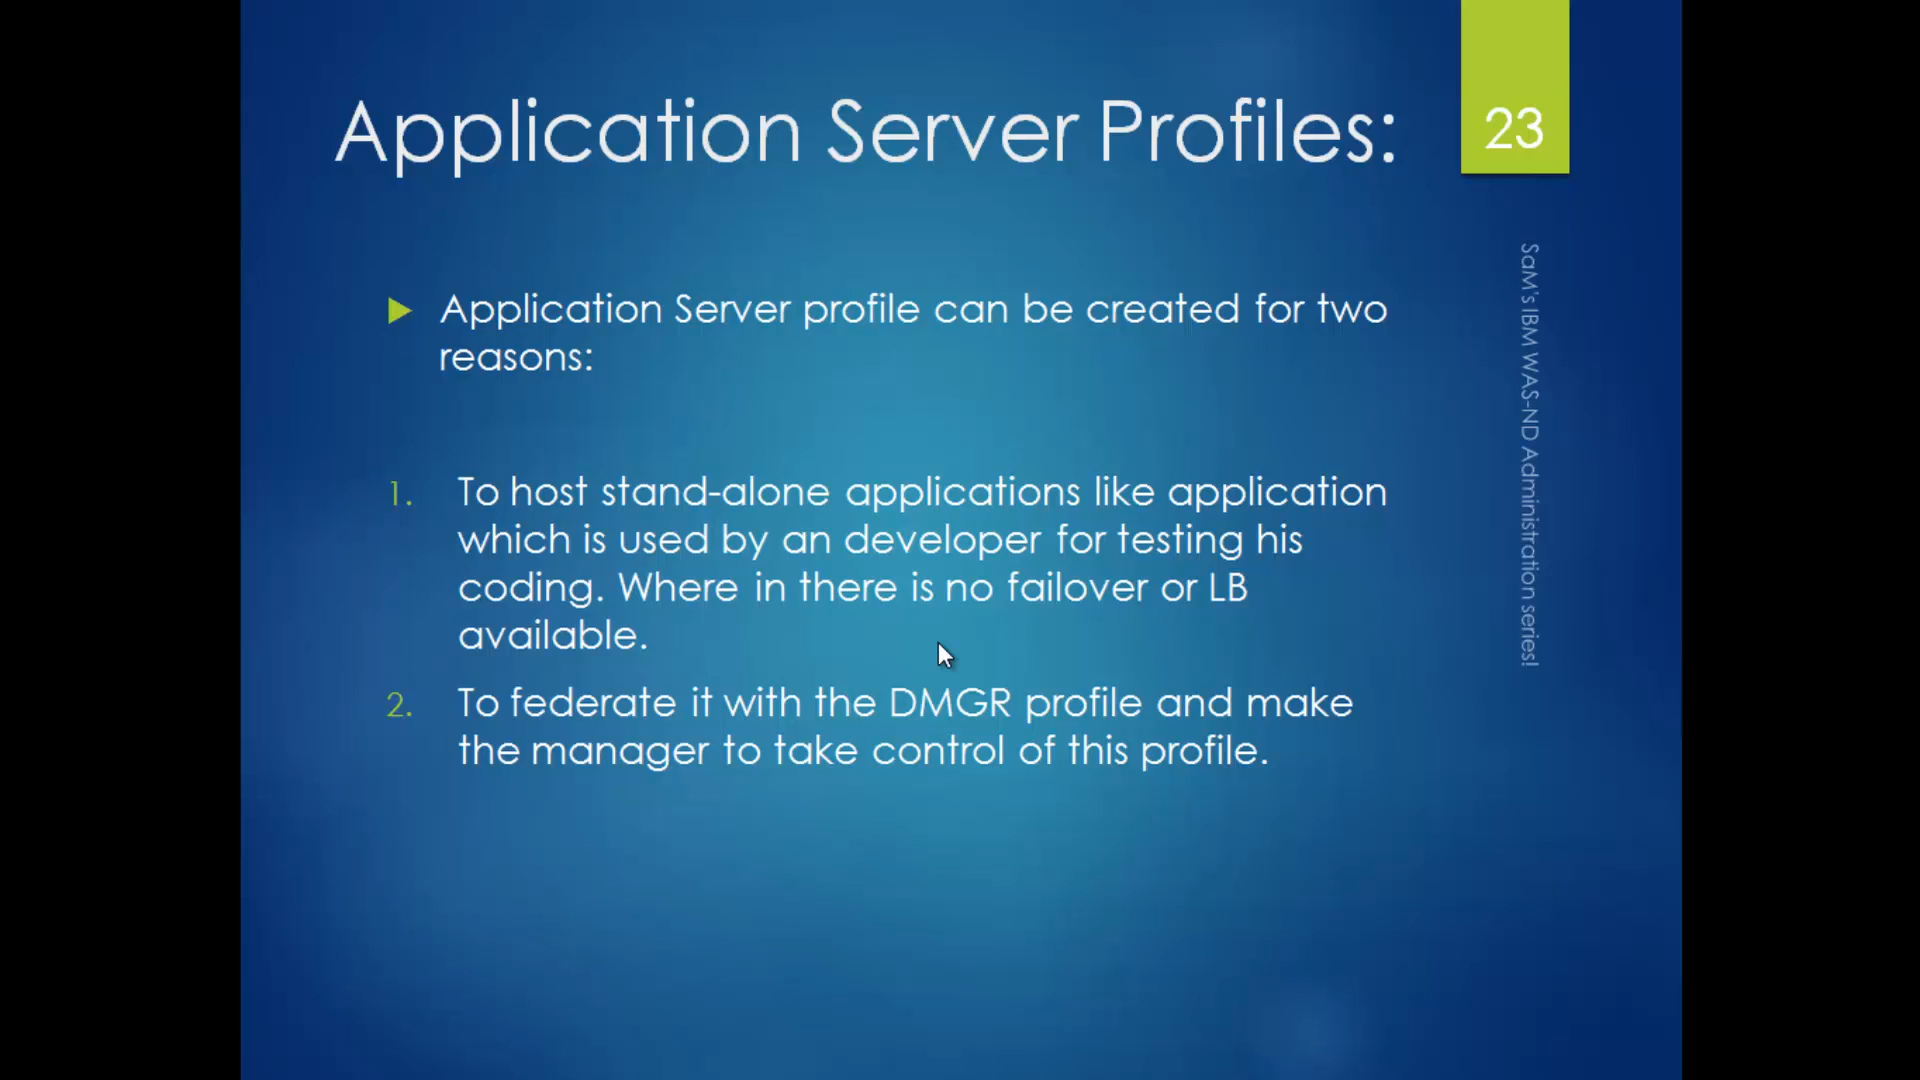 Application Server Profiles:
23
Application Server profile can be created for two
reasons:
1. To host stand-alone applications like application
which is used by an developer for testing his
coding. Where in there is no failover or LB
available.
2. To federate it with the DMGR profile and make
the manager to take control of this profile.
SaM's IBM WAS-ND Administration series!